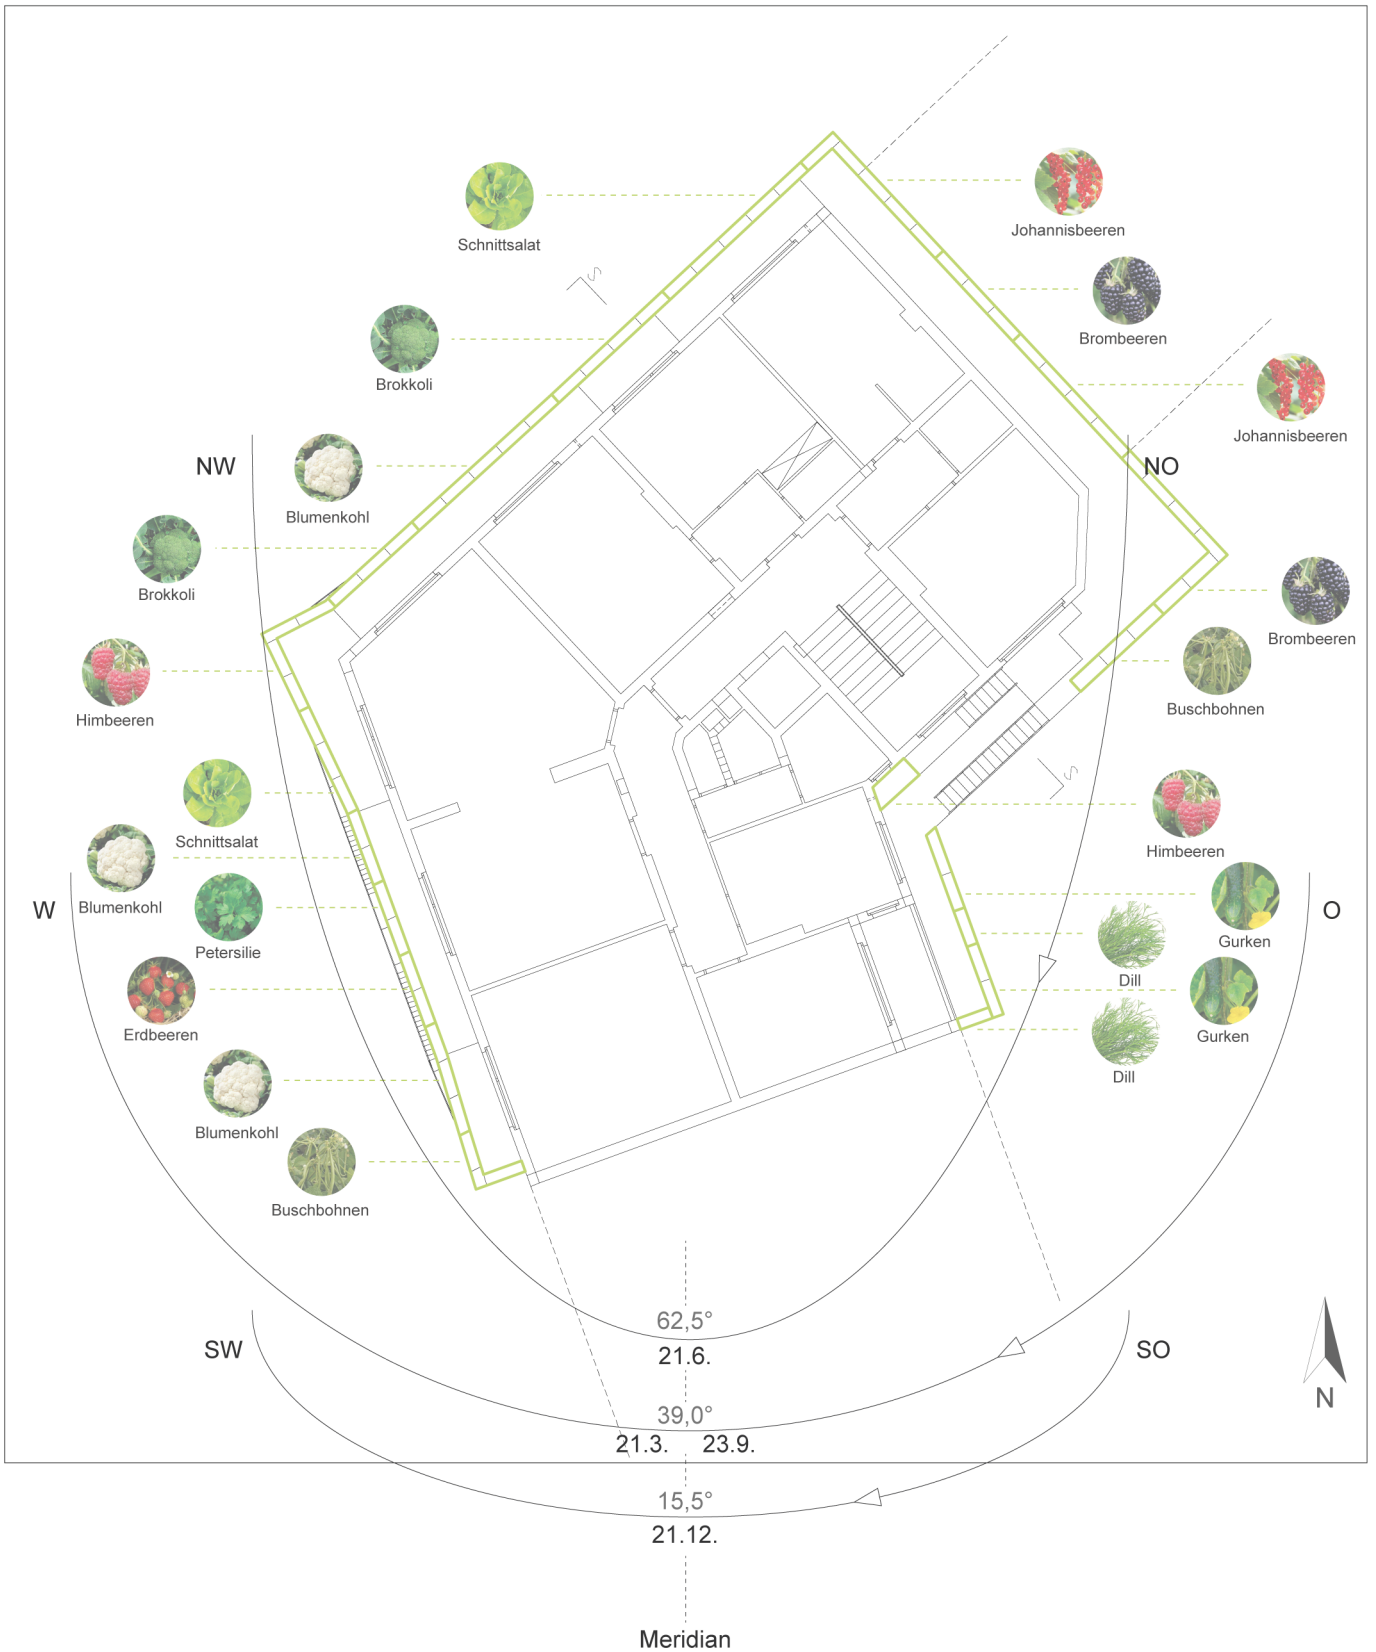 Schnittsalat
Johannisbeeren
S
Brombeeren
Brokkoli
Johannisbeeren
NW
NO
Blumenkohl
Brokkoli
Brombeeren
Himbeeren
Buschbohnen
S
Schnittsalat
Himbeeren
Blumenkohl
W
O
Petersilie
Gurken
Dill
Erdbeeren
Gurken
Dill
Blumenkohl
Buschbohnen
62,5°
SW
SO
21.6.
N
39,0°
21.3. 23.9.
15,5°
21.12.
Meridian